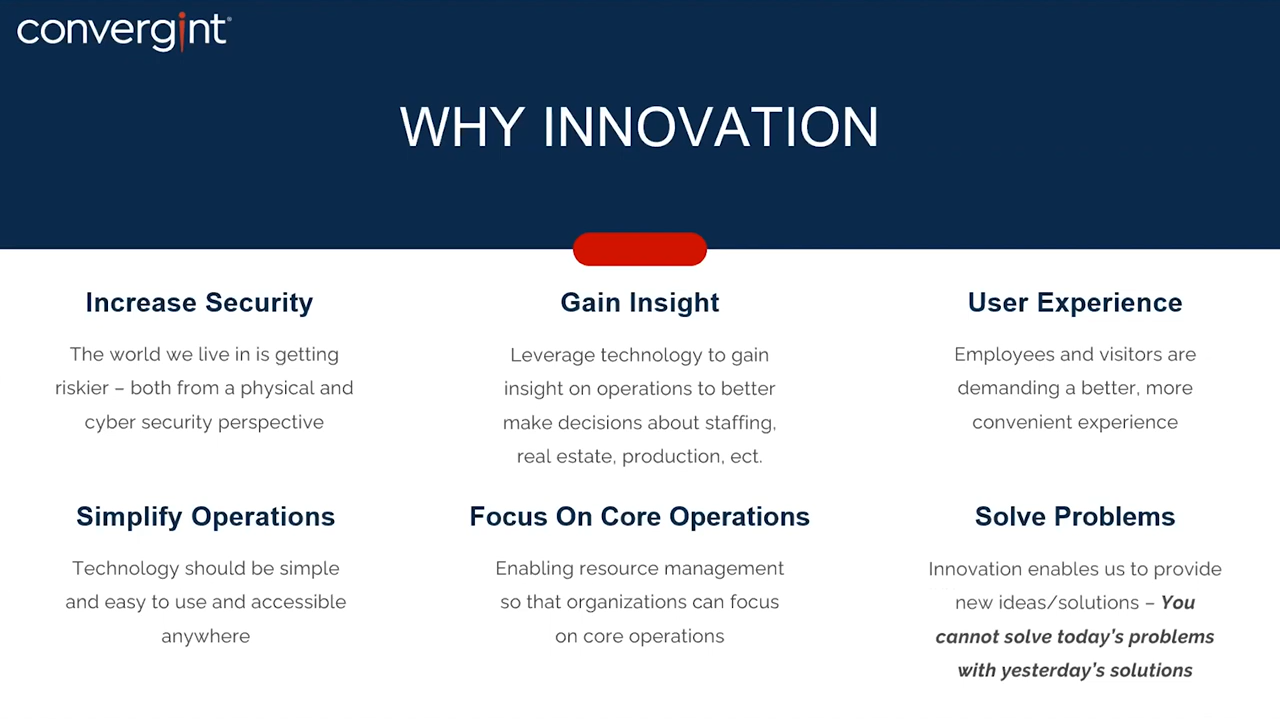 convergint®
WHY INNOVATION
Increase Security
The world we live in is getting
riskier – both from a physical and
cyber security perspective
Gain Insight
Leverage technology to gain
insight on operations to better
make decisions about staffing,
real estate, production, ect.
User Experience
Employees and visitors are
demanding a better, more
convenient experience
Simplify Operations
Technology should be simple
and easy to use and accessible
anywhere
Focus On Core Operations
Enabling resource management
so that organizations can focus
on core operations
Solve Problems
Innovation enables us to provide
new ideas/solutions – You
cannot solve today's problems
with yesterday's solutions